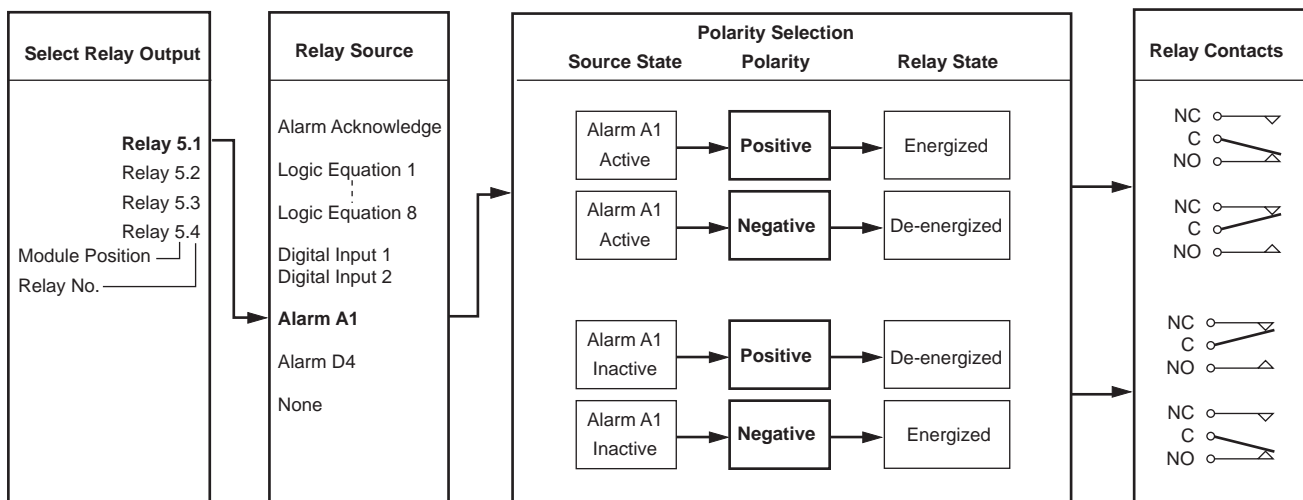 Select Relay Output
Relay 5.1
Relay 5.2
Relay 5.3
Relay 5.4
Module Position
Relay No.
Relay Source
Alarm Acknowledge
Logic Equation 1
Logic Equation 8
Digital Input 1
Digital Input 2
Alarm A1
Alarm D4
None
Polarity Selection
Source State Polarity Relay State
Alarm A1
Active
Positive
Energized
Alarm A1
Active
Negative
De-energized
Alarm A1
Inactive
Positive
De-energized
Alarm A1
Inactive
Negative
Energized
Relay Contacts
NC
C
NO
NC
C
NO
NC
C
NO
NC
C
NO